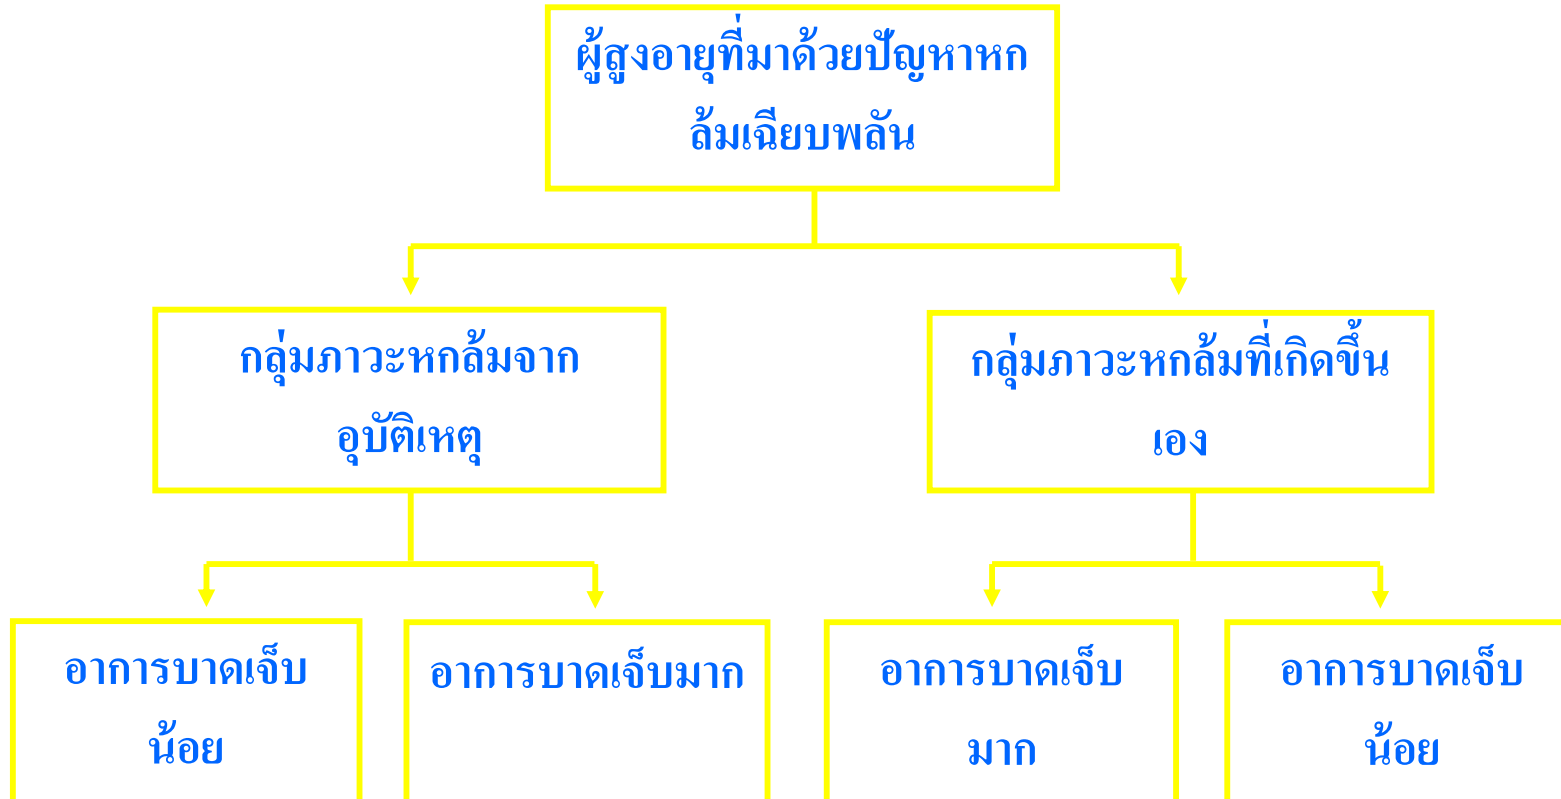 ผู้สูงอายุที่มาด้วยปัญหาหก
ล้มเฉียบพลัน
กลุ่มภาวะหกล้มจาก
อุบัติเหตุ
กลุ่มภาวะหกล้มที่เกิดขึ้น
เอง
อาการบาดเจ็บ
น้อย
อาการบาดเจ็บมาก
อาการบาดเจ็บ
มาก
อาการบาดเจ็บ
น้อย